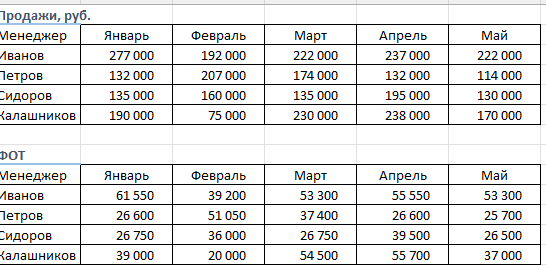 Продажи, руб.
Менеджер Январь Февраль Март Апрель Май
Иванов 277 000 192 000 222 000 237 000 222 000
Петров 132 000 207 000 174 000 132 000 114 000
Сидоров 135 000 160 000 135 000 195 000 130 000
Калашников 190 000 75 000 230 000 238 000 170 000
ФОТ
Менеджер Январь Февраль Март Апрель Май
Иванов 61 550 39 200 53 300 55 550 53 300
Петров 26 600 51 050 37 400 26 600 25 700
Сидоров 26 750 36 000 26 750 39 500 26 500
Калашников 39 000 20 000 54 500 55 700 37 000